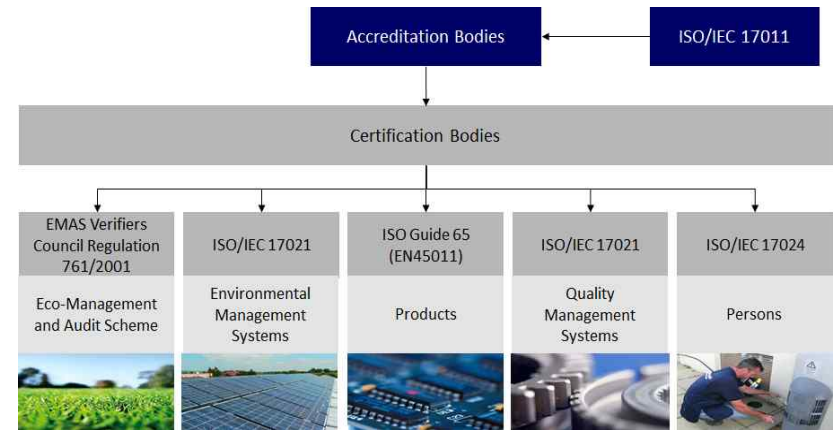 Accreditation Bodies
ISO/IEC 17011
Certification Bodies
EMAS Verifiers
Council Regulation
761/2001
ISO/IEC 17021
ISO Guide 65
(EN45011)
ISO/IEC 17021
ISO/IEC 17024
Eco-Management
and Audit Scheme
Environmental
Management
Systems
Products
Quality
Management
Systems
Persons